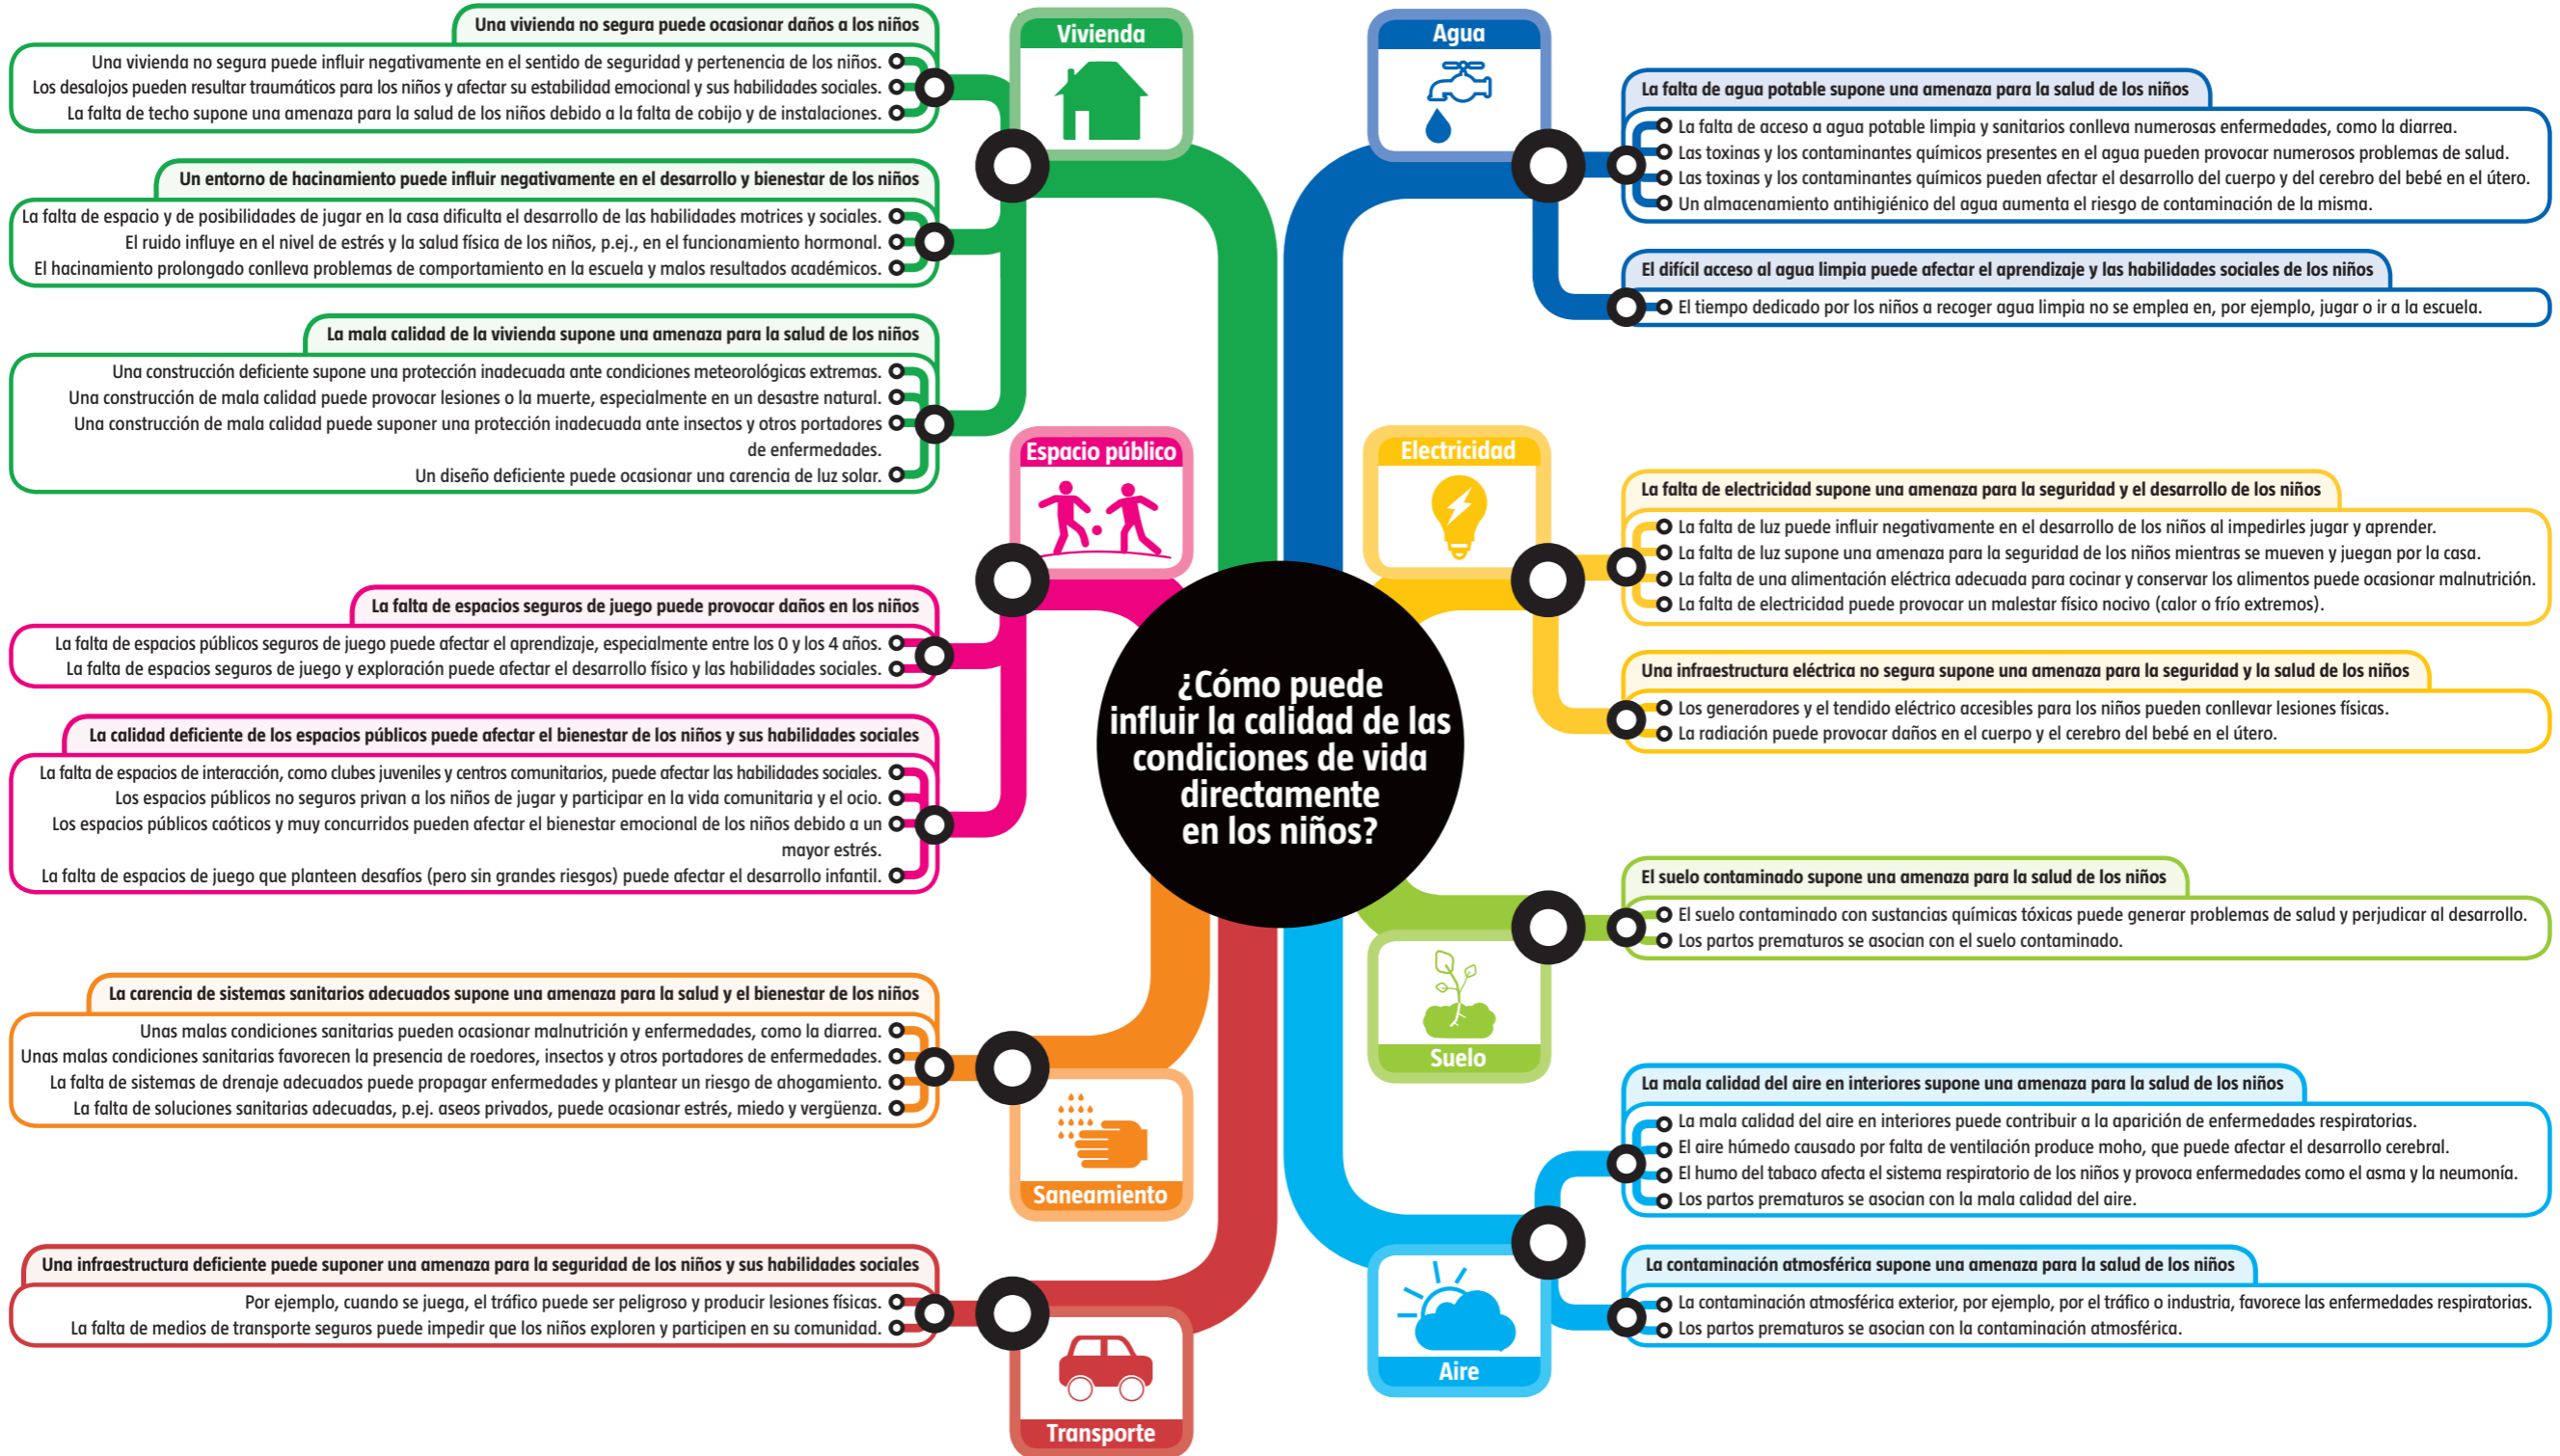 Vivienda
Una vivienda no segura puede ocasionar daños a los niños
Una vivienda no segura puede influir negativamente en el sentido de seguridad y pertenencia de los niños.
Los desalojos pueden resultar traumáticos para los niños y afectar su estabilidad emocional y sus habilidades sociales.
La falta de techo supone una amenaza para la salud de los niños debido a la falta de cobijo y de instalaciones.
Un entorno de hacinamiento puede influir negativamente en el desarrollo y bienestar de los niños
La falta de espacio y de posibilidades de jugar en la casa dificulta el desarrollo de las habilidades motrices y sociales.
El ruido influye en el nivel de estrés y la salud física de los niños, p.ej., en el funcionamiento hormonal.
El hacinamiento prolongado conlleva problemas de comportamiento en la escuela y malos resultados académicos.
La mala calidad de la vivienda supone una amenaza para la salud de los niños
Una construcción deficiente supone una protección inadecuada ante condiciones meteorológicas extremas.
Una construcción de mala calidad puede provocar lesiones o la muerte, especialmente en un desastre natural.
Una construcción de mala calidad puede suponer una protección inadecuada ante insectos y otros portadores
de enfermedades.
Un diseño deficiente puede ocasionar una carencia de luz solar.
Espacio público
La falta de espacios seguros de juego puede provocar daños en los niños
La falta de espacios públicos seguros de juego puede afectar el aprendizaje, especialmente entre los 0 y los 4 años.
La falta de espacios seguros de juego y exploración puede afectar el desarrollo físico y las habilidades sociales.
La calidad deficiente de los espacios públicos puede afectar el bienestar de los niños y sus habilidades sociales
La falta de espacios de interacción, como clubes juveniles y centros comunitarios, puede afectar las habilidades sociales.
Los espacios públicos no seguros privan a los niños de jugar y participar en la vida comunitaria y el ocio.
Los espacios públicos caóticos y muy concurridos pueden afectar el bienestar emocional de los niños debido a un
mayor estrés.
La falta de espacios de juego que planteen desafíos (pero sin grandes riesgos) puede afectar el desarrollo infantil.
La carencia de sistemas sanitarios adecuados supone una amenaza para la salud y el bienestar de los niños
Unas malas condiciones sanitarias pueden ocasionar malnutrición y enfermedades, como la diarrea.
Unas malas condiciones sanitarias favorecen la presencia de roedores, insectos y otros portadores de enfermedades.
La falta de sistemas de drenaje adecuados puede propagar enfermedades y plantear un riesgo de ahogamiento.
La falta de soluciones sanitarias adecuadas, p.ej. aseos privados, puede ocasionar estrés, miedo y vergüenza.
Saneamiento
Una infraestructura deficiente puede suponer una amenaza para la seguridad de los niños y sus habilidades sociales
Por ejemplo, cuando se juega, el tráfico puede ser peligroso y producir lesiones físicas.
La falta de medios de transporte seguros puede impedir que los niños exploren y participen en su comunidad.
Transporte
¿Cómo puede
influir la calidad de las
condiciones de vida
directamente
en los niños?
Agua
La falta de agua potable supone una amenaza para la salud de los niños
La falta de acceso a agua potable limpia y sanitarios conlleva numerosas enfermedades, como la diarrea.
Las toxinas y los contaminantes químicos presentes en el agua pueden provocar numerosos problemas de salud.
Las toxinas y los contaminantes químicos pueden afectar el desarrollo del cuerpo y del cerebro del bebé en el útero.
Un almacenamiento antihigiénico del agua aumenta el riesgo de contaminación de la misma.
El difícil acceso al agua limpia puede afectar el aprendizaje y las habilidades sociales de los niños
El tiempo dedicado por los niños a recoger agua limpia no se emplea en, por ejemplo, jugar o ir a la escuela.
Electricidad
La falta de electricidad supone una amenaza para la seguridad y el desarrollo de los niños
La falta de luz puede influir negativamente en el desarrollo de los niños al impedirles jugar y aprender.
La falta de luz supone una amenaza para la seguridad de los niños mientras se mueven y juegan por la casa.
La falta de una alimentación eléctrica adecuada para cocinar y conservar los alimentos puede ocasionar malnutrición.
La falta de electricidad puede provocar un malestar físico nocivo (calor o frío extremos).
Una infraestructura eléctrica no segura supone una amenaza para la seguridad y la salud de los niños
Los generadores y el tendido eléctrico accesibles para los niños pueden conllevar lesiones físicas.
La radiación puede provocar daños en el cuerpo y el cerebro del bebé en el útero.
El suelo contaminado supone una amenaza para la salud de los niños
El suelo contaminado con sustancias químicas tóxicas puede generar problemas de salud y perjudicar al desarrollo.
Los partos prematuros se asocian con el suelo contaminado.
Suelo
La mala calidad del aire en interiores supone una amenaza para la salud de los niños
La mala calidad del aire en interiores puede contribuir a la aparición de enfermedades respiratorias.
El aire húmedo causado por falta de ventilación produce moho, que puede afectar el desarrollo cerebral.
El humo del tabaco afecta el sistema respiratorio de los niños y provoca enfermedades como el asma y la neumonía.
Los partos prematuros se asocian con la mala calidad del aire.
La contaminación atmosférica supone una amenaza para la salud de los niños
La contaminación atmosférica exterior, por ejemplo, por el tráfico o industria, favorece las enfermedades respiratorias.
Los partos prematuros se asocian con la contaminación atmosférica.
Aire